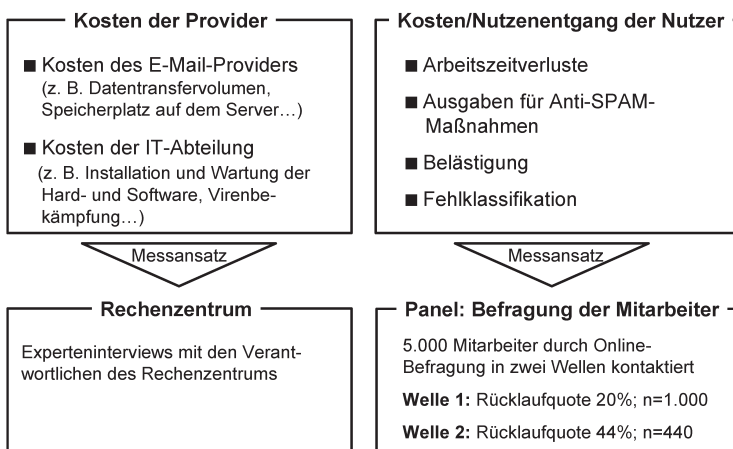 Kosten der Provider
■ Kosten des E-Mail-Providers
(z. B. Datentransfervolumen,
Speicherplatz auf dem Server…)
■ Kosten der IT-Abteilung
(z. B. Installation und Wartung der
Hard- und Software, Virenbe-
kämpfung…)
Messansatz
Rechenzentrum
Experteninterviews mit den Verant-
wortlichen des Rechenzentrums
Kosten/Nutzenentgang der Nutzer
■ Arbeitszeitverluste
■ Ausgaben für Anti-SPAM-
Maßnahmen
■ Belästigung
■ Fehlklassifikation
Messansatz
Panel: Befragung der Mitarbeiter
5.000 Mitarbeiter durch Online-
Befragung in zwei Wellen kontaktiert
Welle 1: Rücklaufquote 20%; n=1.000
Welle 2: Rücklaufquote 44%; n=440